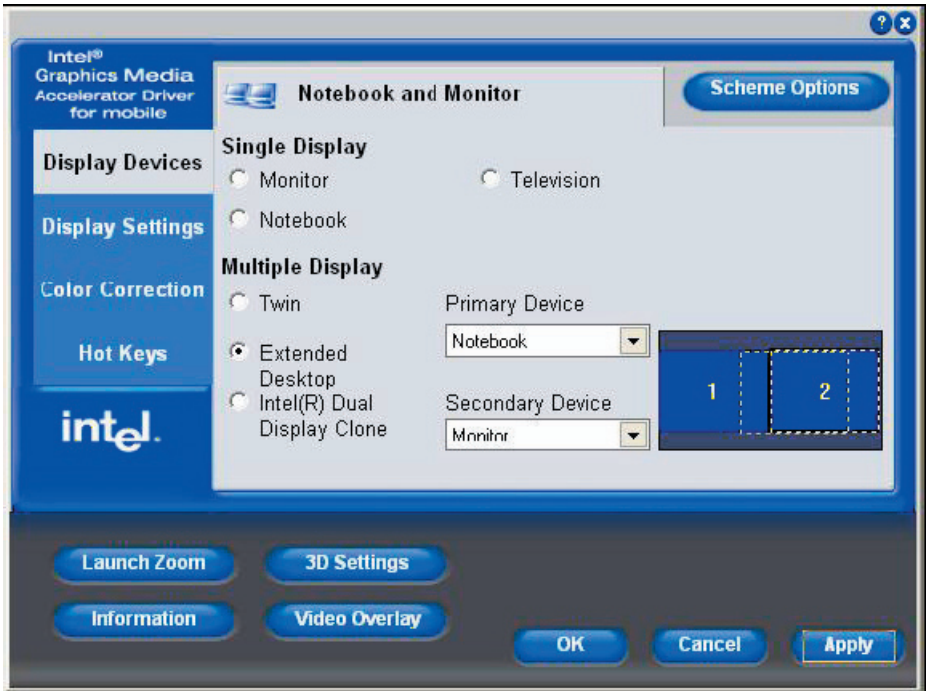 ? x
Intel®
Graphics Media
Accelerator Driver
for mobile
Notebook and Monitor
Scheme Options
Display Devices
Display Settings
Color Correction
Hot Keys
intel.
Single Display
Monitor
Television
Notebook
Multiple Display
Twin
Primary Device
Notebook
Extended
Desktop
Intel(R) Dual
Display Clone
Secondary Device
Monitor
1 2
Launch Zoom
3D Settings
Information
Video Overlay
OK
Cancel
Apply